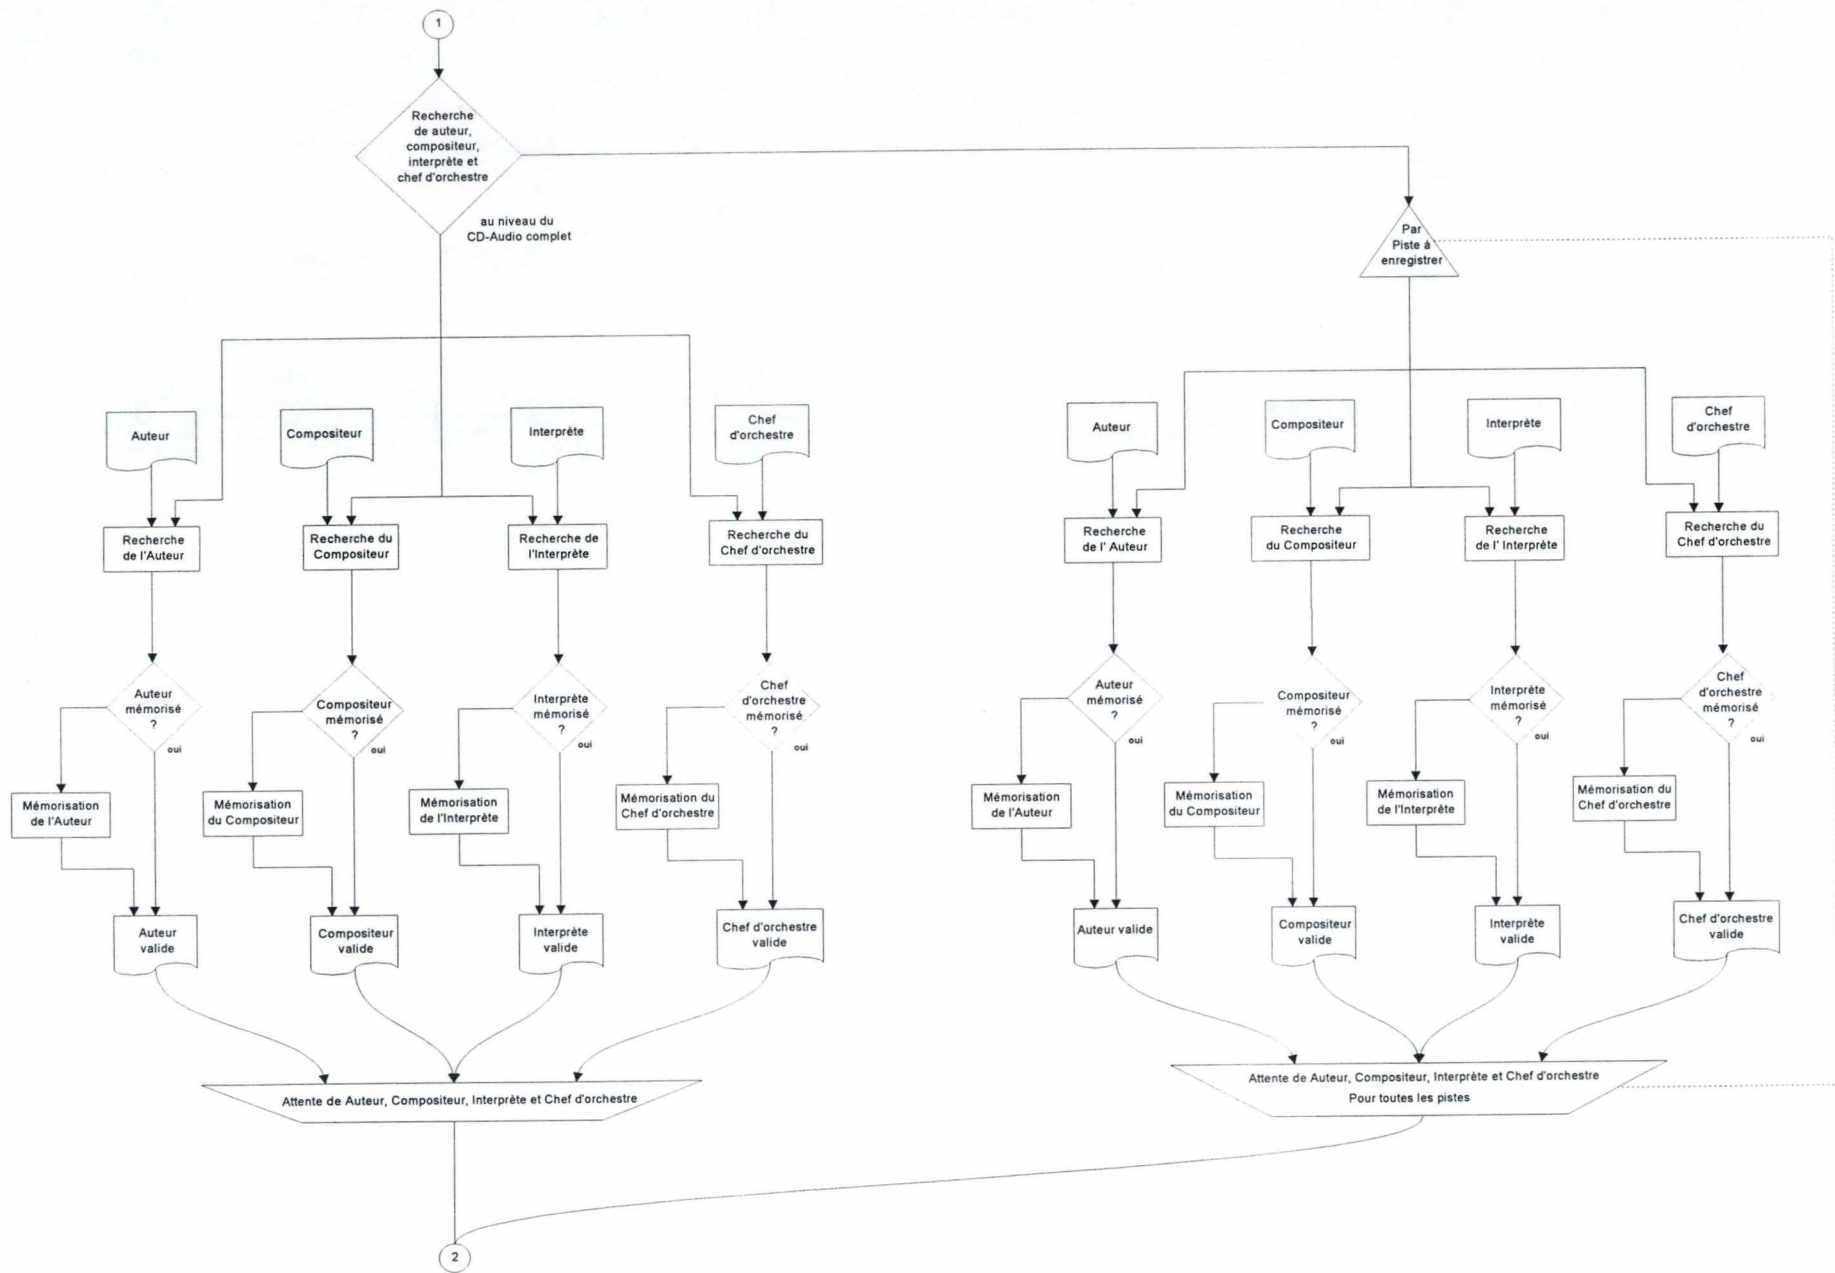 1
Recherche
de auteur,
compositeur,
interprète et
chef d'orchestre
au niveau du
CD-Audio complet
Par
Piste à
enregistrer
Auteur
Compositeur
Interprète
Chef
d'orchestre
Auteur
Compositeur
Interprète
Chef
d'orchestre
Recherche
de l'Auteur
Recherche du
Compositeur
Recherche de
l'Interprète
Recherche du
Chef d'orchestre
Recherche
de l' Auteur
Recherche
du Compositeur
Recherche
de l' Interprète
Recherche du
Chef d'orchestre
Auteur
mémorisé
?
oui
Compositeur
mémorisé
?
oui
Interprète
mémorisé
?
oui
Chef
d'orchestre
mémorisé
?
oui
Auteur
mémorisé
?
oui
Compositeur
mémorisé
?
oui
Interprète
mémorisé
?
oui
Chef
d'orchestre
mémorisé
?
oui
Mémorisation
de l'Auteur
Mémorisation
du Compositeur
Mémorisation
de l'Interprète
Mémorisation du
Chef d'orchestre
Mémorisation
de l'Auteur
Mémorisation
du Compositeur
Mémorisation
de l'Interprète
Mémorisation du
Chef d'orchestre
Auteur
valide
Compositeur
valide
Interprète
valide
Chef d'orchestre
valide
Auteur valide
Compositeur
valide
Interprète
valide
Chef d'orchestre
valide
Attente de Auteur, Compositeur, Interprète et Chef d'orchestre
Attente de Auteur, Compositeur, Interprète et Chef d'orchestre
Pour toutes les pistes
2